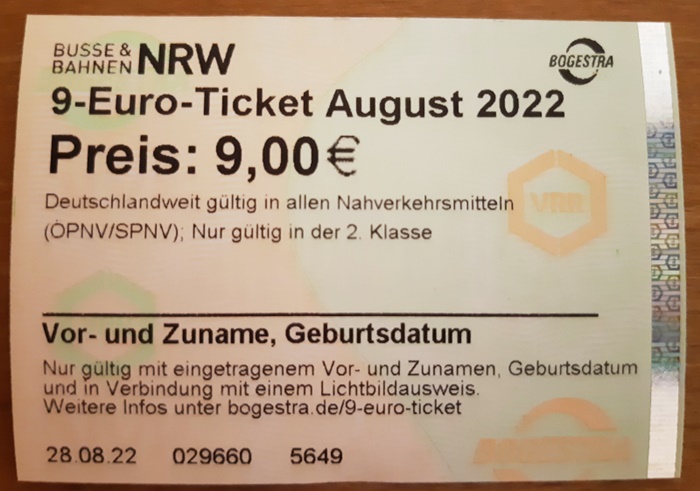 BUSSE & BAHNEN NRW
BOGESTRA
9-Euro-Ticket August 2022
Preis: 9,00€
Deutschlandweit gültig in allen Nahverkehrsmitteln
(ÖPNV/SPNV); Nur gültig in der 2. Klasse
VRR
Vor- und Zuname, Geburtsdatum
Nur gültig mit eingetragenem Vor- und Zunamen, Geburtsdatum
und in Verbindung mit einem Lichtbildausweis.
Weitere Infos unter bogestra.de/9-euro-ticket
28.08.22 029660 5649